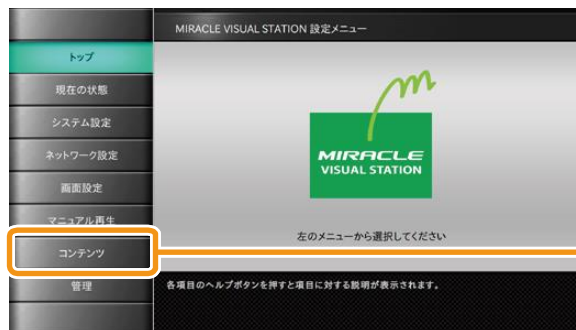 MIRACLE VISUAL STATION 設定メニュー
トップ
現在の状態
システム設定
ネットワーク設定
画面設定
マニュアル再生
コンテンツ
管理
MIRACLE
VISUAL STATION
左のメニューから選択してください
各項目のヘルプボタンを押すと項目に対する説明が表示されます。